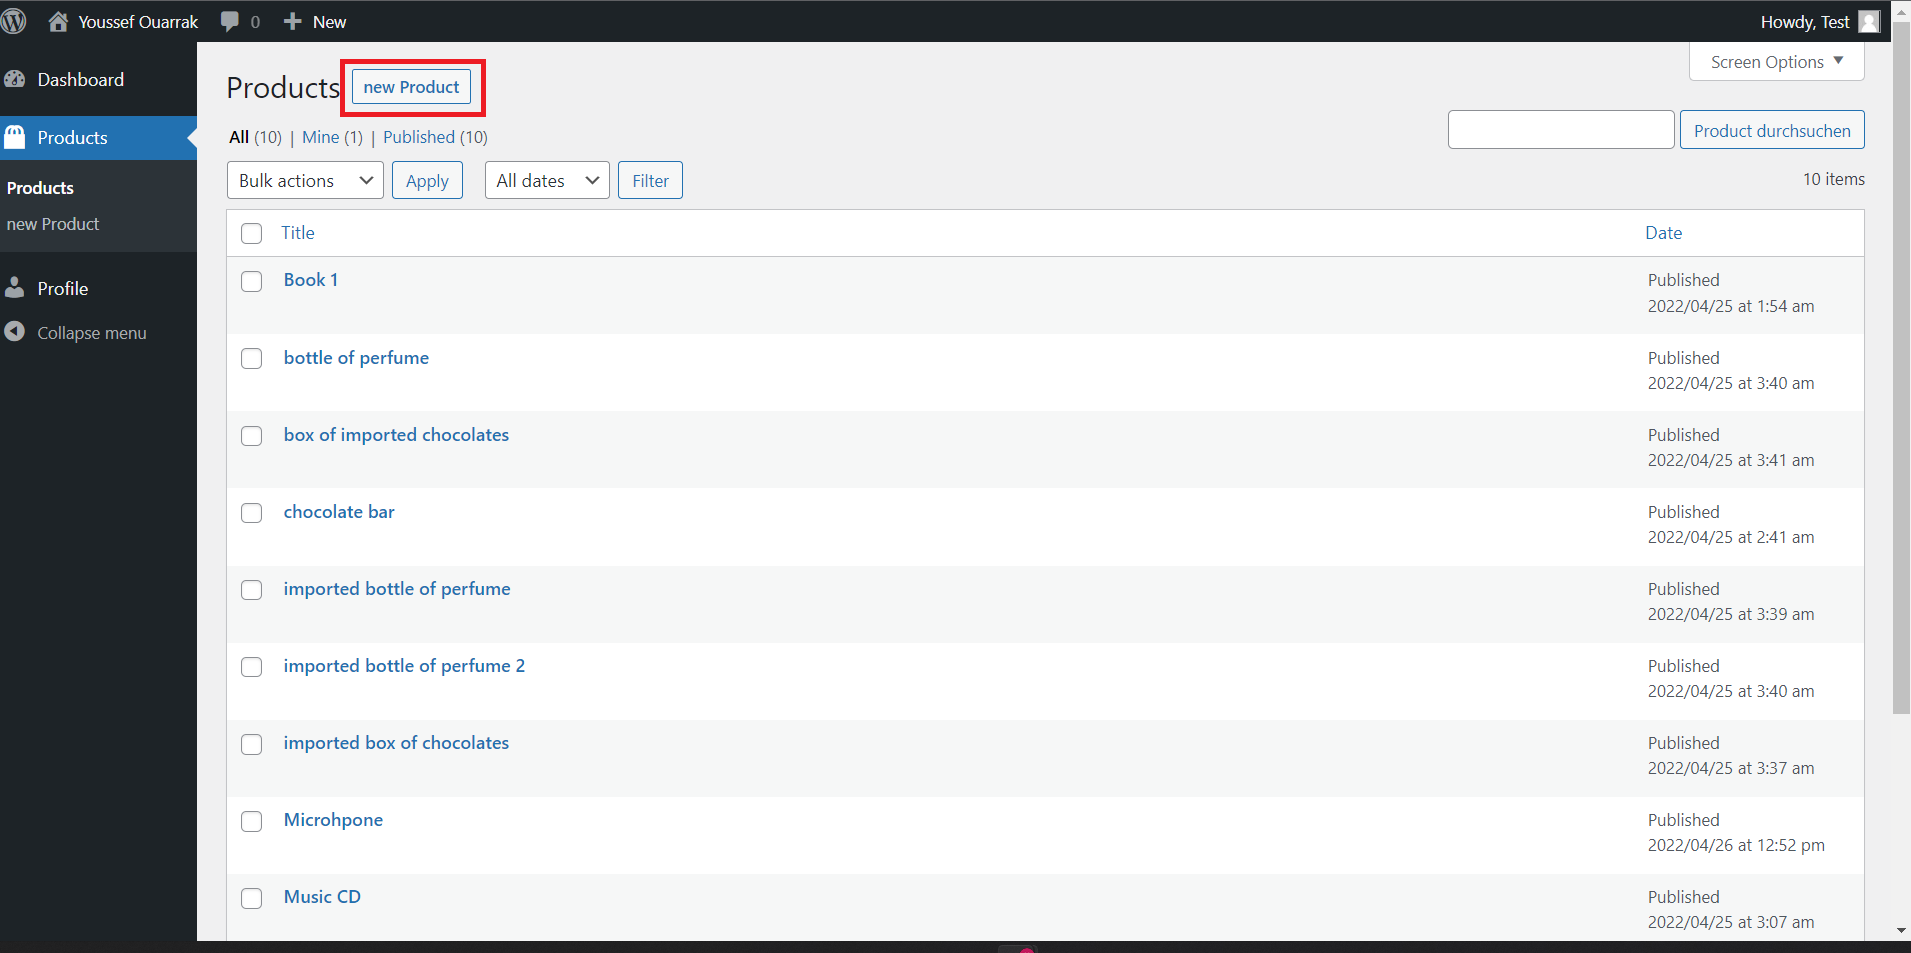 Youssef Ouarrak 0 New Howdy, Test
Dashboard
Products
Products
new Product
Profile
Collapse menu
Screen Options
Products new Product
All (10) | Mine (1) | Published (10)
Product durchsuchen
Bulk actions Apply All dates Filter 10 items
Title Date
Book 1 Published
2022/04/25 at 1:54 am
bottle of perfume Published
2022/04/25 at 3:40 am
box of imported chocolates Published
2022/04/25 at 3:41 am
chocolate bar Published
2022/04/25 at 2:41 am
imported bottle of perfume Published
2022/04/25 at 3:39 am
imported bottle of perfume 2 Published
2022/04/25 at 3:40 am
imported box of chocolates Published
2022/04/25 at 3:37 am
Microhpone Published
2022/04/26 at 12:52 pm
Music CD Published
2022/04/25 at 3:07 am